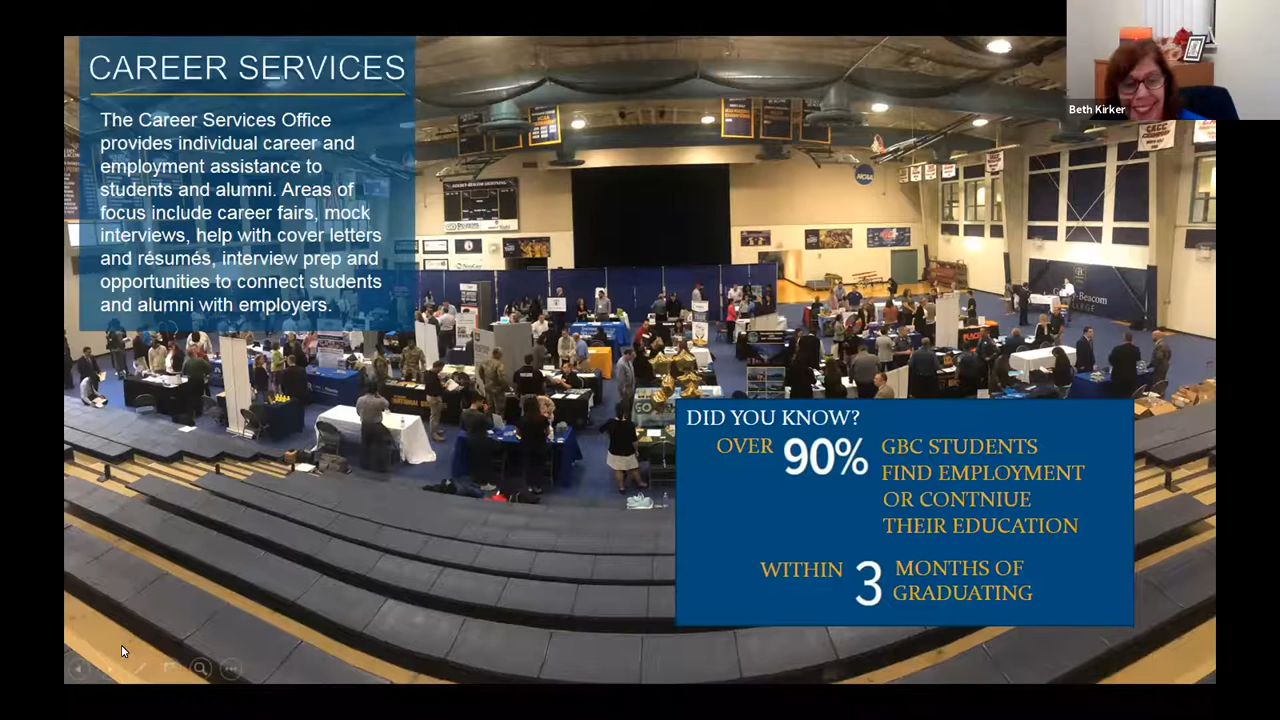 CAREER SERVICES
The Career Services Office
provides individual career and
employment assistance to
students and alumni. Areas of
focus include career fairs, mock
interviews, help with cover letters
and résumés, interview prep and
opportunities to connect students
and alumni with employers.
Beth Kirker
NCAA
DID YOU KNOW?
OVER 90% GBC STUDENTS
FIND EMPLOYMENT
OR CONTNIUE
THEIR EDUCATION
WITHIN 3 MONTHS OF
GRADUATING